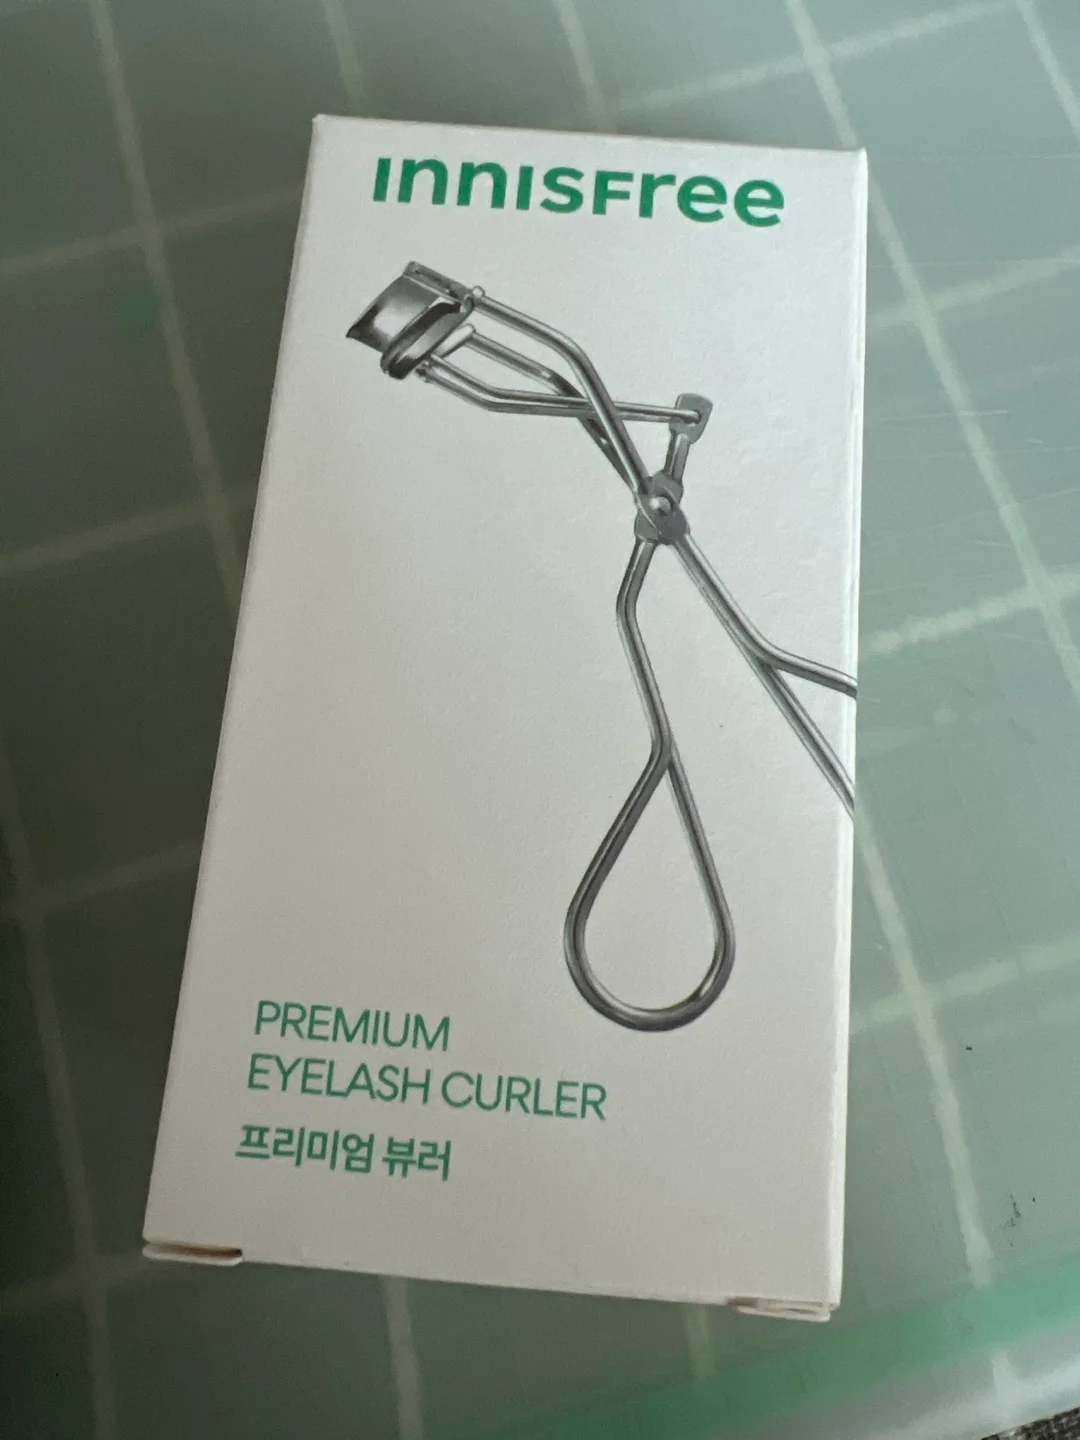 INNISFree
PREMIUM
EYELASH CURLER
프리미엄 뷰러